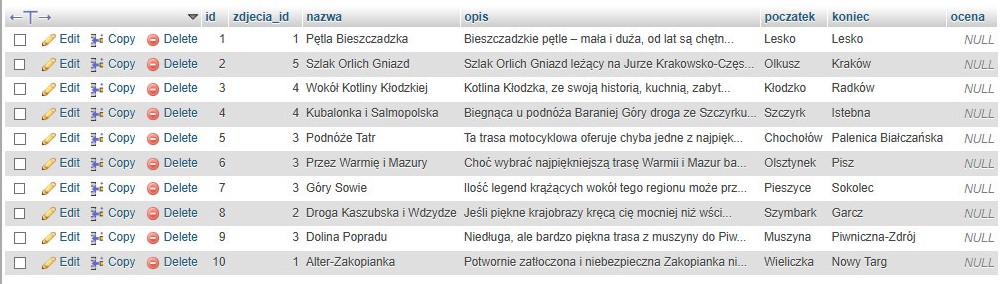 ←T→ id zdjecia_id nazwa opis poczatek koniec ocena
Edit Copy Delete 1 1 Pętla Bieszczadzka Bieszczadzkie pętle – mała i duża, od lat są chętn... Lesko Lesko NULL
Edit Copy Delete 2 5 Szlak Orlich Gniazd Szlak Orlich Gniazd leżący na Jurze Krakowsko-Częs... Olkusz Kraków NULL
Edit Copy Delete 3 4 Wokół Kotliny Kłodzkiej Kotlina Kłodzka, ze swoją historią, kuchnią, zabyt... Kłodzko Radków NULL
Edit Copy Delete 4 4 Kubalonka i Salmopolska Biegnąca u podnóża Baraniej Góry droga ze Szczyrku... Szczyrk Istebna NULL
Edit Copy Delete 5 3 Podnóże Tatr Ta trasa motocyklowa oferuje chyba jedne z najpięk... Chochołów Palenica Białczańska NULL
Edit Copy Delete 6 3 Przez Warmię i Mazury Choć wybrać najpiękniejszą trasę Warmii i Mazur ba... Olsztynek Pisz NULL
Edit Copy Delete 7 3 Góry Sowie Ilość legend krążących wokół tego regionu może prz... Pieszyce Sokolec NULL
Edit Copy Delete 8 2 Droga Kaszubska i Wdzydze Jeśli piękne krajobrazy kręcą cię mocniej niż wści... Szymbark Garcz NULL
Edit Copy Delete 9 3 Dolina Popradu Niedługa, ale bardzo piękna trasa z muszyny do Piw... Muszyna Piwniczna-Zdrój NULL
Edit Copy Delete 10 1 Alter-Zakopianka Potwornie zatłoczona i niebezpieczna Zakopianka ni... Wieliczka Nowy Targ NULL